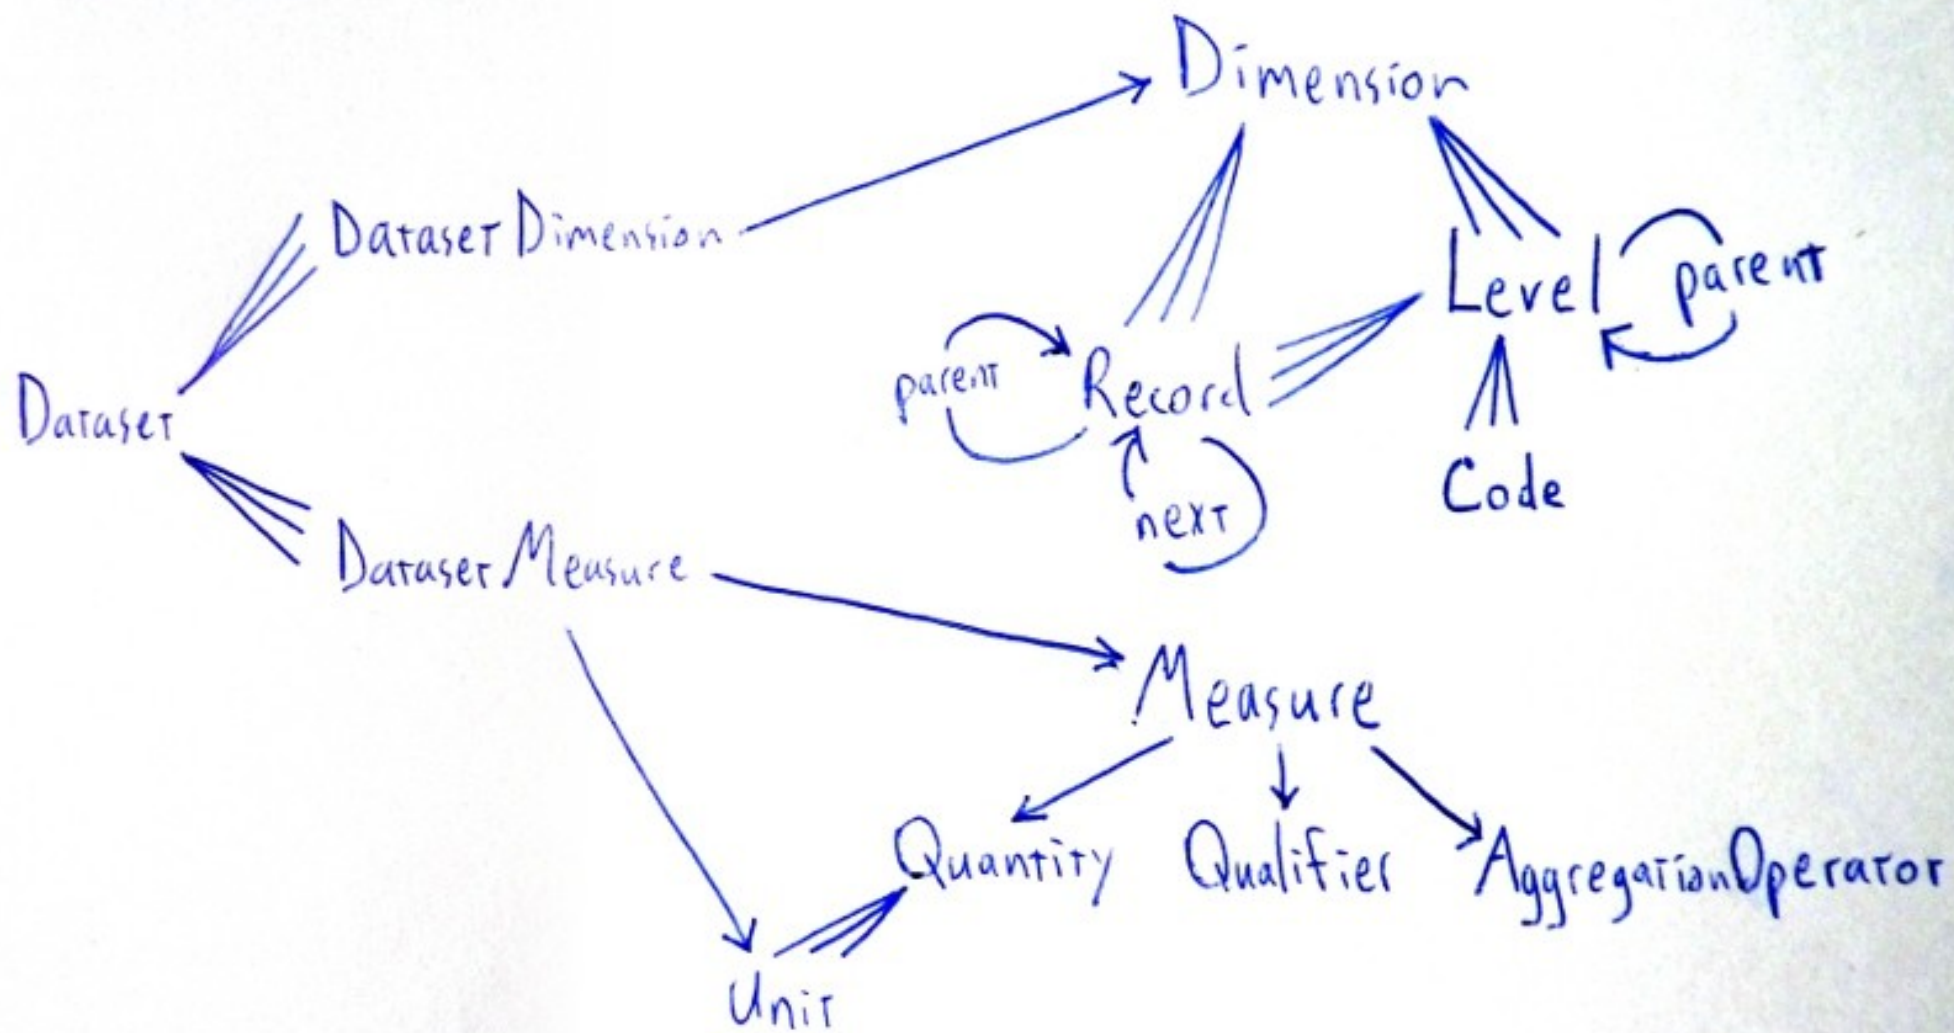 Dimension
DatasetDimension
Level
parent
parent
Record
Dataset
Code
next
DatasetMeasure
Measure
Quantity
Qualifier
AggregationOperator
Unit